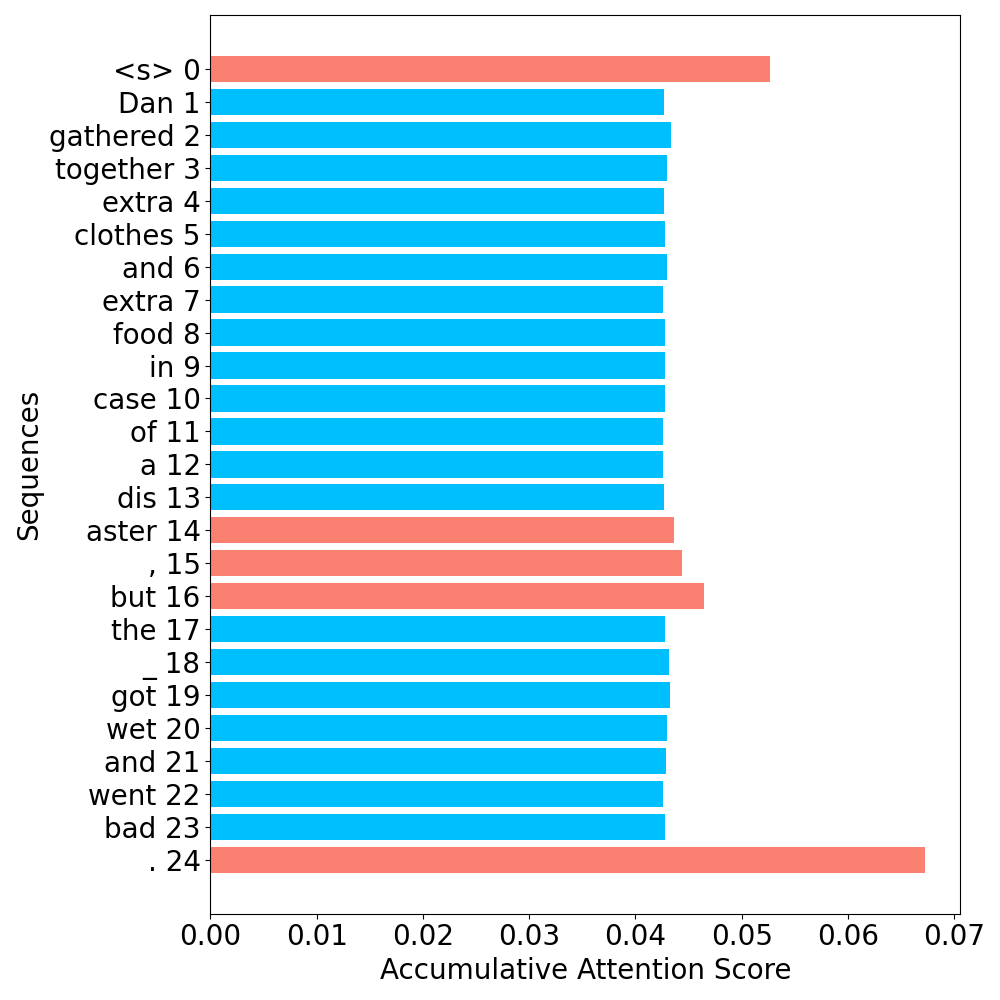 <s> 0
Dan 1
gathered 2
together 3
extra 4
clothes 5
and 6
extra 7
food 8
in 9
case 10
of 11
a 12
dis 13
aster 14
, 15
but 16
the 17
_ 18
got 19
wet 20
and 21
went 22
bad 23
. 24
Sequences
0.00 0.01 0.02 0.03 0.04 0.05 0.06 0.07
Accumulative Attention Score